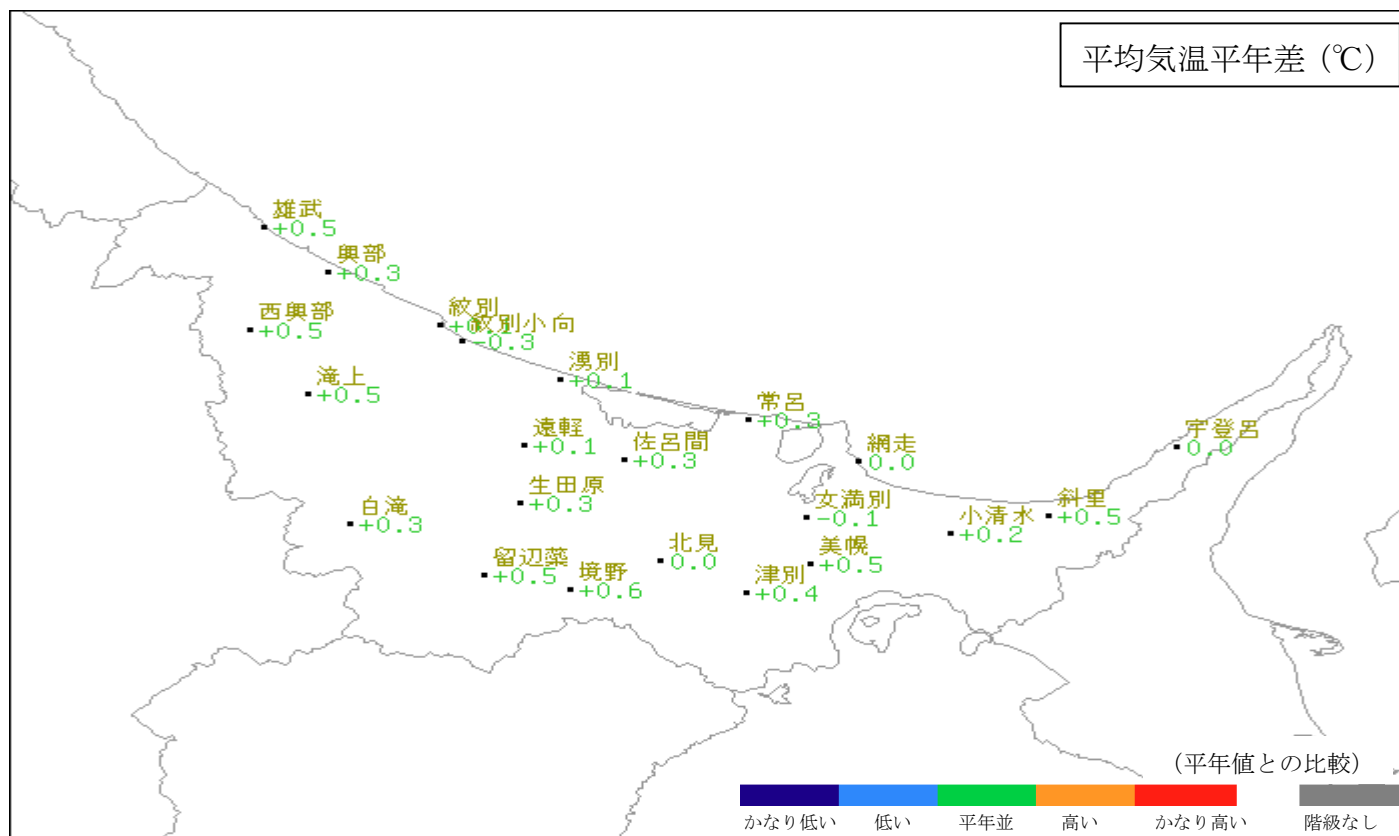 平均気温平年差（℃）
雄武
+0.5
興部
+0.3
西興部
+0.5
紋別
+0.1
紋別小向
-0.3
滝上
+0.5
湧別
+0.1
常呂
+0.3
遠軽
+0.1
佐呂間
+0.3
網走
0.0
宇登呂
0.0
生田原
+0.3
白滝
+0.3
女満別
-0.1
小清水
+0.2
斜里
+0.5
北見
0.0
美幌
+0.5
留辺蘂
+0.5
境野
+0.6
津別
+0.4
（平年値との比較）
かなり低い 低い 平年並 高い かなり高い 階級なし